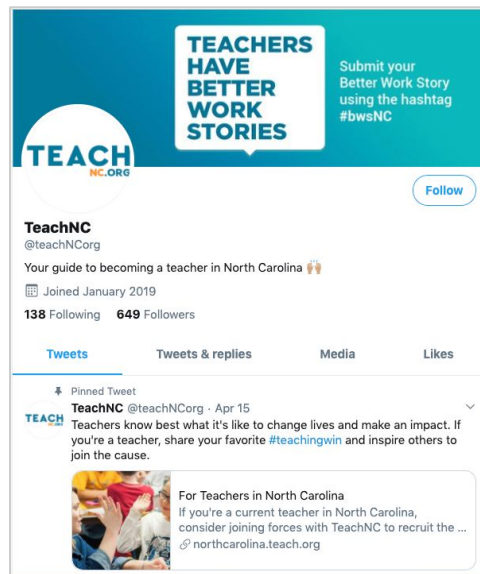 TEACHERS
HAVE
BETTER
WORK
STORIES
Submit your
Better Work Story
using the hashtag
#bwsNC
TEACH
NC.ORG
Follow
TeachNC
@teachNCorg
Your guide to becoming a teacher in North Carolina 🙌🏼
Joined January 2019
138 Following 649 Followers
Tweets Tweets & replies Media Likes
Pinned Tweet
TEACH
TeachNC @teachNCorg · Apr 15
Teachers know best what it's like to change lives and make an impact. If
you're a teacher, share your favorite #teachingwin and inspire others to
join the cause.
For Teachers in North Carolina
If you're a current teacher in North Carolina,
consider joining forces with TeachNC to recruit the ...
northcarolina.teach.org